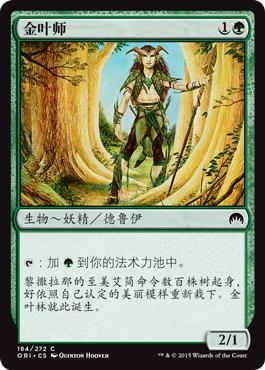 金叶师 1
生物～妖精／德鲁伊
：加 到你的法术力池中。
黎撒拉那的至美艾简命令数百株树起身，
好依照自己认定的美丽模样重新栽下。金
叶林就此诞生。
184/272 C
ORI • CS QUINTON HOOVER
2/1
™ & © 2015 Wizards of the Coast